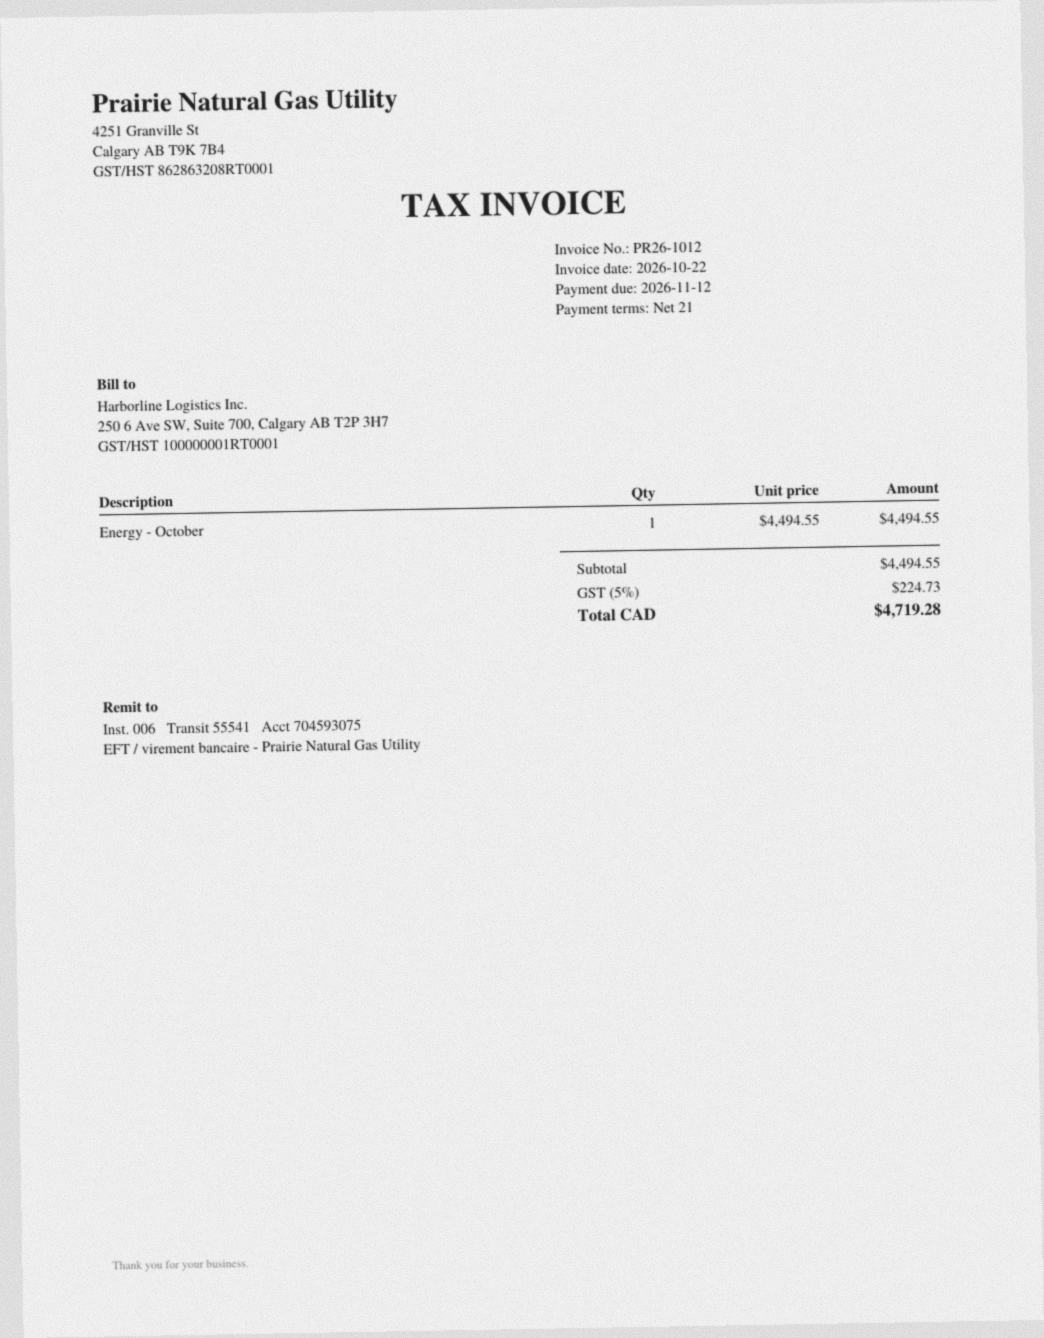 Prairie Natural Gas Utility
4251 Granville St
Calgary AB T9K 7B4
GST/HST 862863208RT0001
TAX INVOICE
Invoice No.: PR26-1012
Invoice date: 2026-10-22
Payment due: 2026-11-12
Payment terms: Net 21
Bill to
Harborline Logistics Inc.
250 6 Ave SW, Suite 700, Calgary AB T2P 3H7
GST/HST 100000001RT0001
Description Qty Unit price Amount
Energy - October 1 $4,494.55 $4,494.55
Subtotal $4,494.55
GST (5%) $224.73
Total CAD $4,719.28
Remit to
Inst. 006 Transit 55541 Acct 704593075
EFT / virement bancaire - Prairie Natural Gas Utility
Thank you for your business.